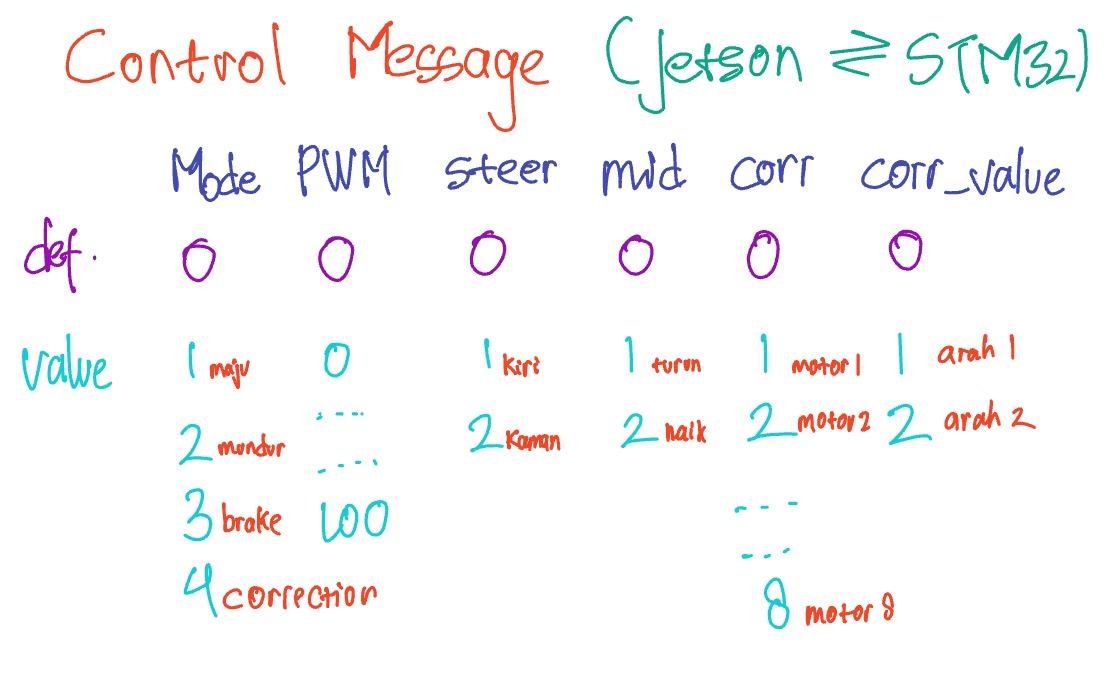 Control Message (Jetson ⇌ STM32)
Mode PWM steer mid corr corr_value
def. 0 0 0 0 0 0
value 1 maju 0 1 kiri 1 turun 1 motor 1 1 arah 1
2 mundur ---- 2 Kanan 2 naik 2 motor 2 2 arah 2
3 brake 100 ---
4 correction 8 motor 8